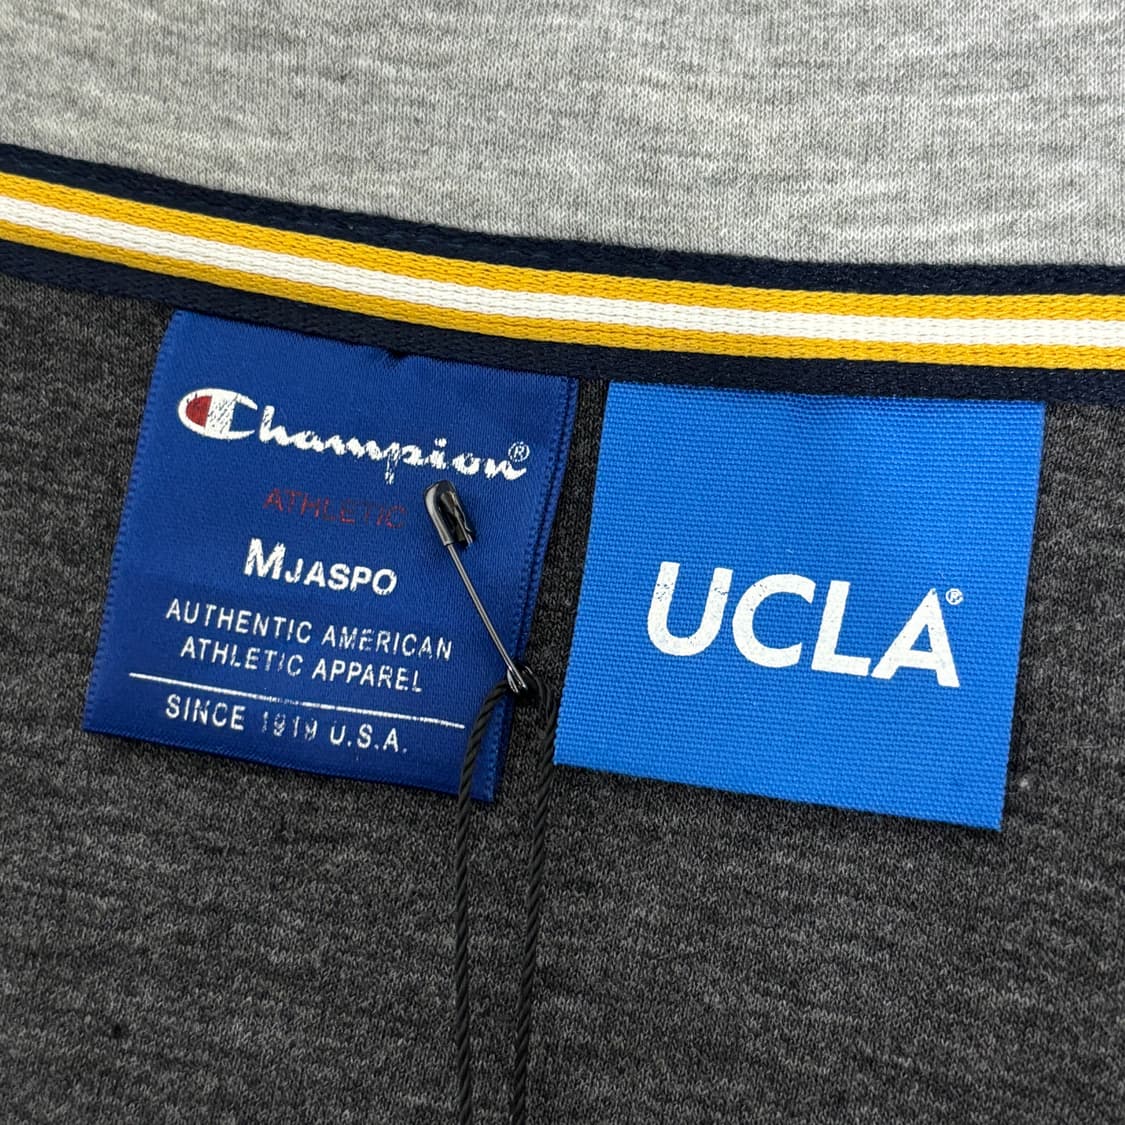 Champion®
ATHLETIC
MJASPO
AUTHENTIC AMERICAN
ATHLETIC APPAREL
SINCE 1919 U.S.A.
UCLA®